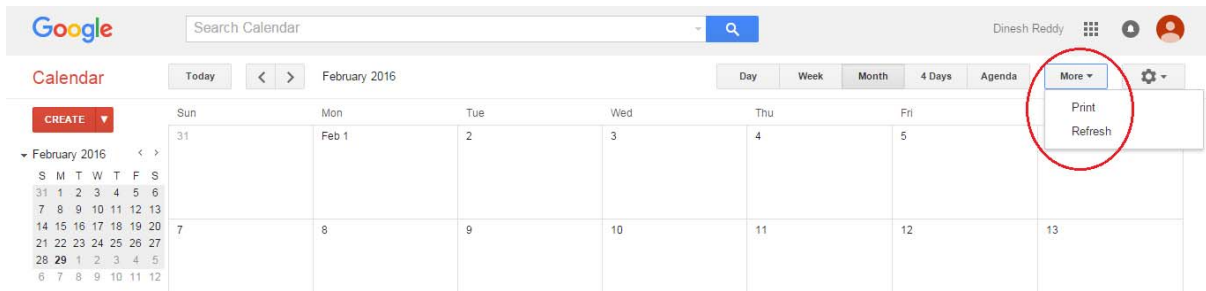 Google
Search Calendar
Dinesh Reddy
Calendar
Today
February 2016
Day Week Month 4 Days Agenda
More
Print
Refresh
CREATE
Sun Mon Tue Wed Thu Fri
31 Feb 1 2 3 4 5
February 2016
S M T W T F S
31 1 2 3 4 5 6
7 8 9 10 11 12 13
14 15 16 17 18 19 20
21 22 23 24 25 26 27
28 29 1 2 3 4 5
6 7 8 9 10 11 12
7 8 9 10 11 12 13